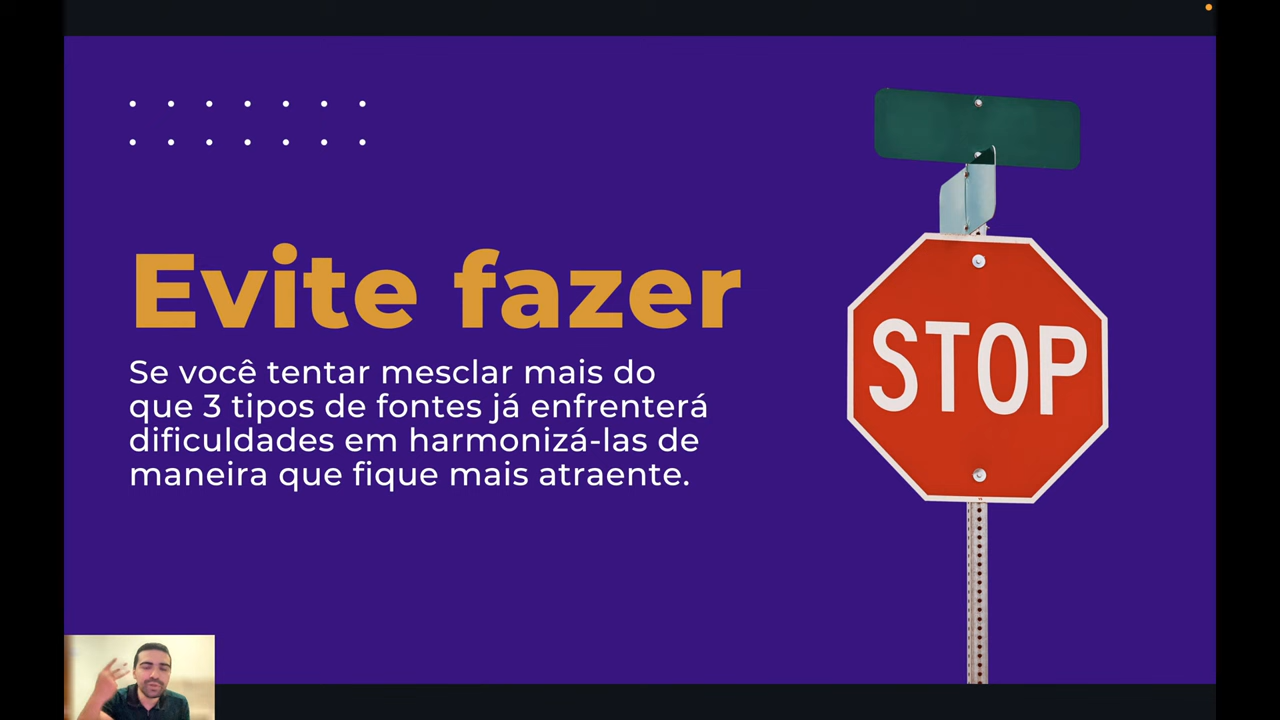 Evite fazer
Se você tentar mesclar mais do
que 3 tipos de fontes já enfrenterá
dificuldades em harmonizá-las de
maneira que fique mais atraente.
STOP